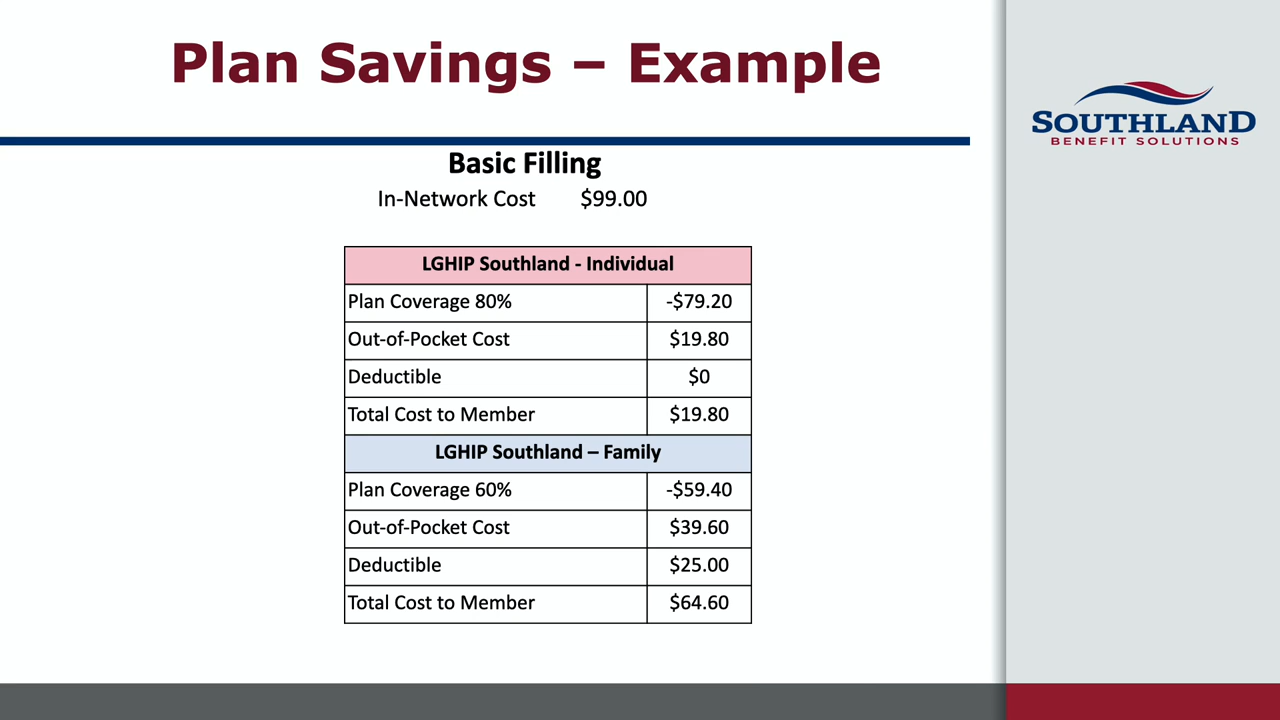 Plan Savings – Example
SOUTHLAND
BENEFIT SOLUTIONS
Basic Filling
In-Network Cost $99.00
LGHIP Southland - Individual
Plan Coverage 80% -$79.20
Out-of-Pocket Cost $19.80
Deductible $0
Total Cost to Member $19.80
LGHIP Southland – Family
Plan Coverage 60% -$59.40
Out-of-Pocket Cost $39.60
Deductible $25.00
Total Cost to Member $64.60